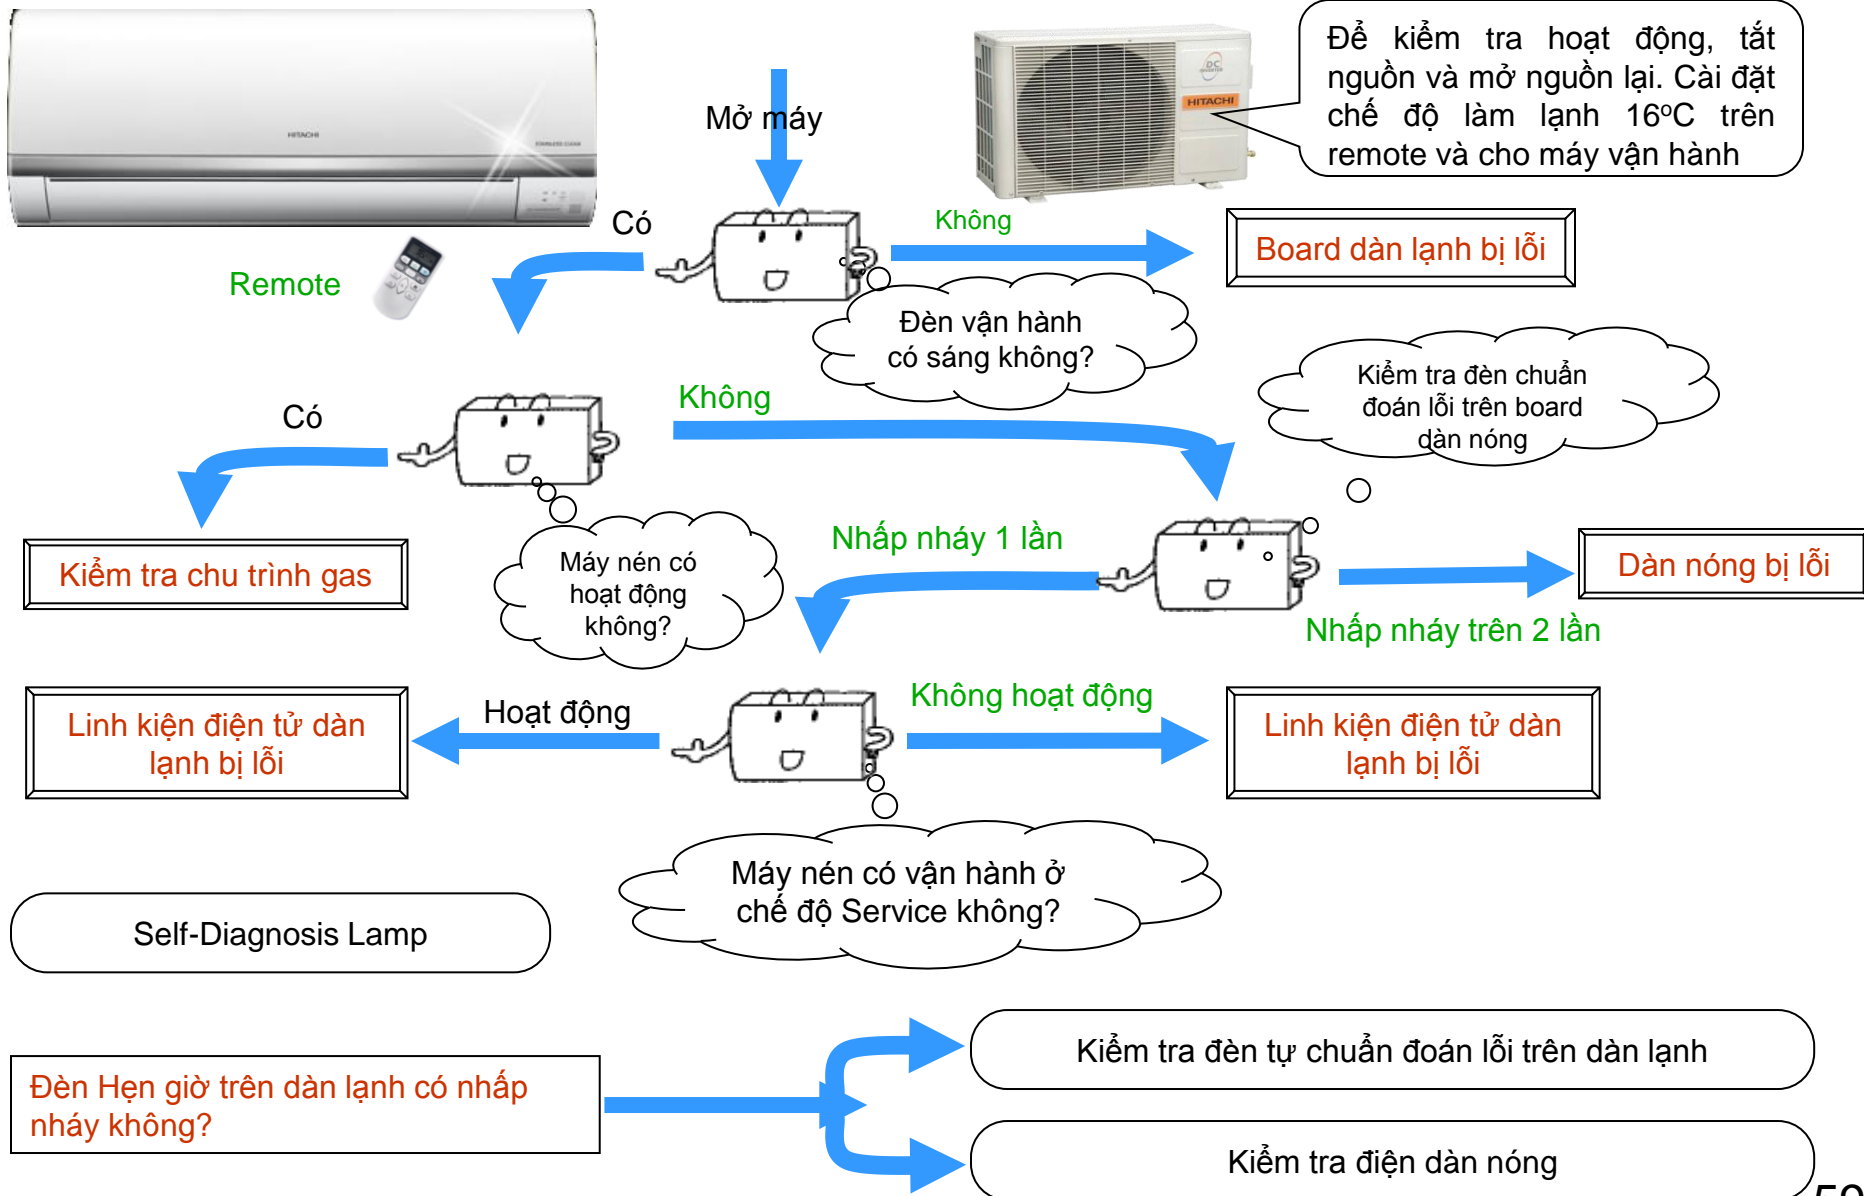 HITACHI
STAINLESS CLEAN
Mở máy
DC
INVERTER
HITACHI
Để kiểm tra hoạt động, tắt
nguồn và mở nguồn lại. Cài đặt
chế độ làm lạnh 16ºC trên
remote và cho máy vận hành
Có
Không
Board dàn lạnh bị lỗi
Remote
Đèn vận hành
có sáng không?
Kiểm tra đèn chuẩn
đoán lỗi trên board
dàn nóng
Có
Không
Nhấp nháy 1 lần
Kiểm tra chu trình gas
Máy nén có
hoạt động
không?
Dàn nóng bị lỗi
Nhấp nháy trên 2 lần
Linh kiện điện tử dàn
lạnh bị lỗi
Hoạt động
Không hoạt động
Linh kiện điện tử dàn
lạnh bị lỗi
Máy nén có vận hành ở
chế độ Service không?
Self-Diagnosis Lamp
Đèn Hẹn giờ trên dàn lạnh có nhấp
nháy không?
Kiểm tra đèn tự chuẩn đoán lỗi trên dàn lạnh
Kiểm tra điện dàn nóng